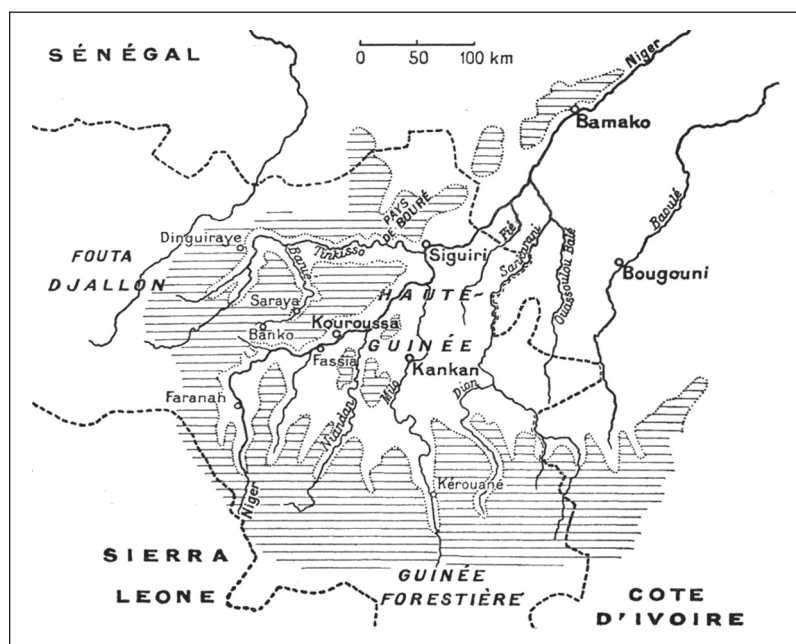 SÉNÉGAL
0 50 100 km
Niger
Bamako
PAYS
DE BOURÉ
Baoulé
Fié
Sankarani
Ouassoulou Balé
Dinguiraye
Tinkisso
Siguiri
Banié
FOUTA
DJALLON
Bougouni
HAUTE-
Saraya
Banko
Kouroussa
GUINÉE
Fassia
Kankan
Dion
Milo
Faranah
Niandan
Kérouané
Niger
SIERRA
LEONE
GUINÉE
FORESTIÈRE
COTE
D'IVOIRE